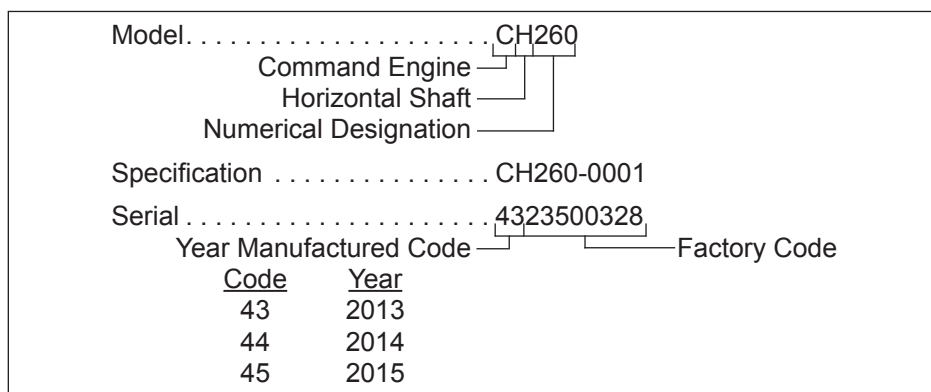 Model. . . . . . . . . . . . . . . . . . . . . CH260
Command Engine
Horizontal Shaft
Numerical Designation
Specification . . . . . . . . . . . . . . . CH260-0001
Serial . . . . . . . . . . . . . . . . . . . . . 4323500328
Year Manufactured Code Factory Code
Code Year
43 2013
44 2014
45 2015